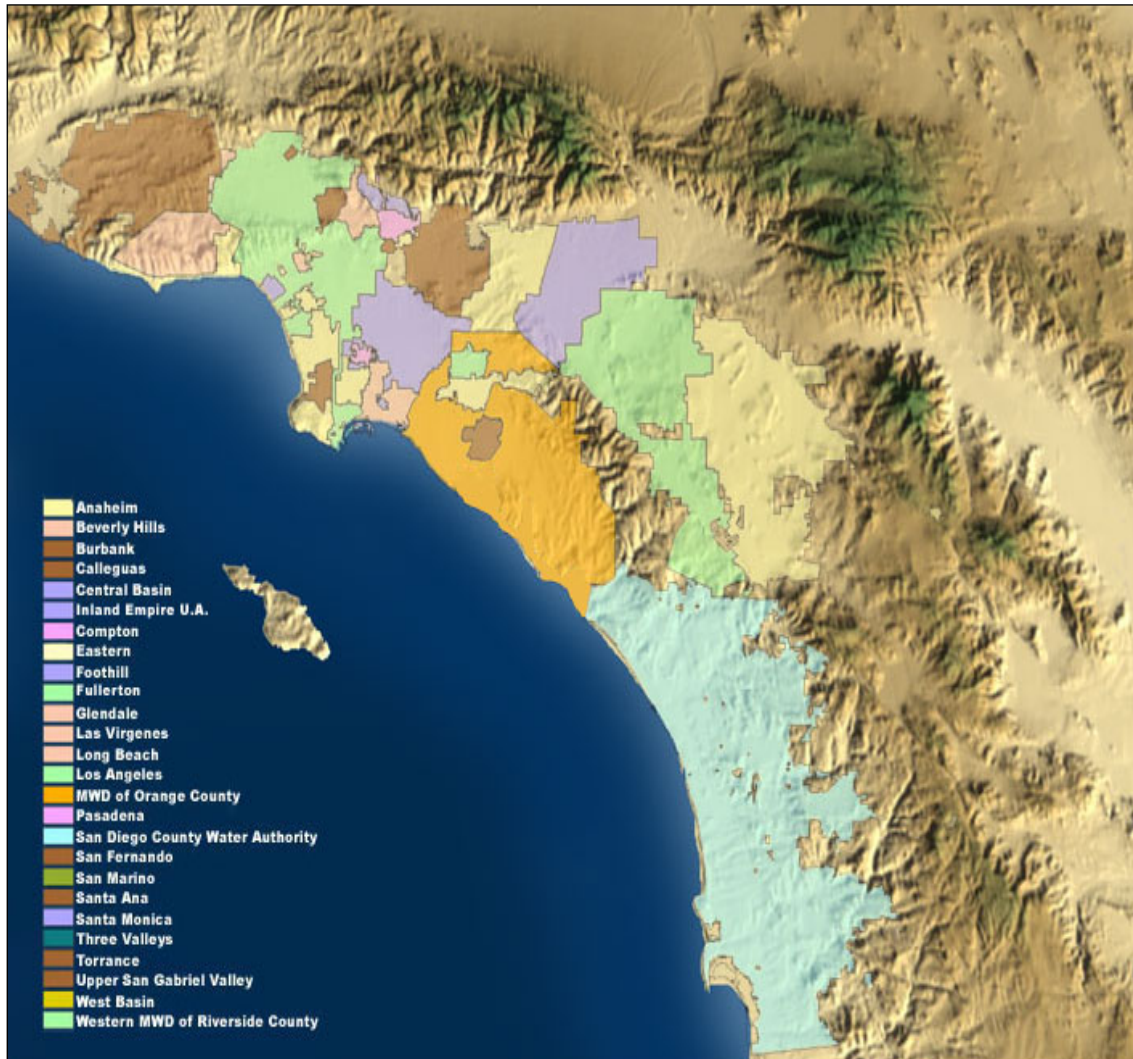 Anaheim
Beverly Hills
Burbank
Calleguas
Central Basin
Inland Empire U.A.
Compton
Eastern
Foothill
Fullerton
Glendale
Las Virgenes
Long Beach
Los Angeles
MWD of Orange County
Pasadena
San Diego County Water Authority
San Fernando
San Marino
Santa Ana
Santa Monica
Three Valleys
Torrance
Upper San Gabriel Valley
West Basin
Western MWD of Riverside County